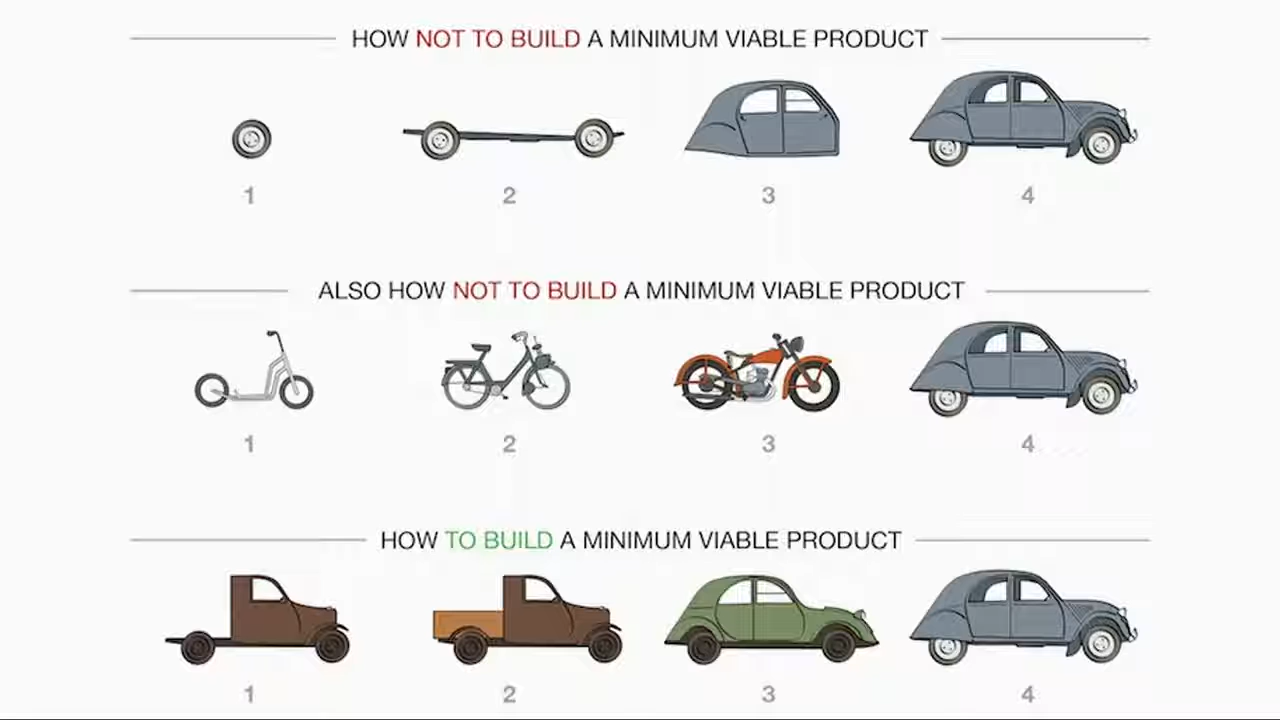 HOW NOT TO BUILD A MINIMUM VIABLE PRODUCT
1 2 3 4
ALSO HOW NOT TO BUILD A MINIMUM VIABLE PRODUCT
1 2 3 4
HOW TO BUILD A MINIMUM VIABLE PRODUCT
1 2 3 4